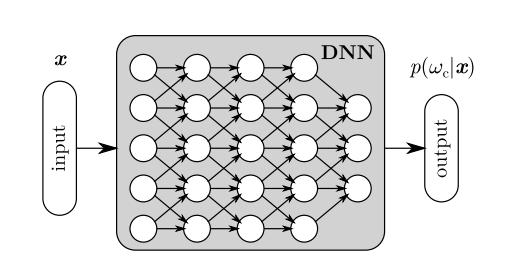 x
input
DNN
p(ω_c|x)
output